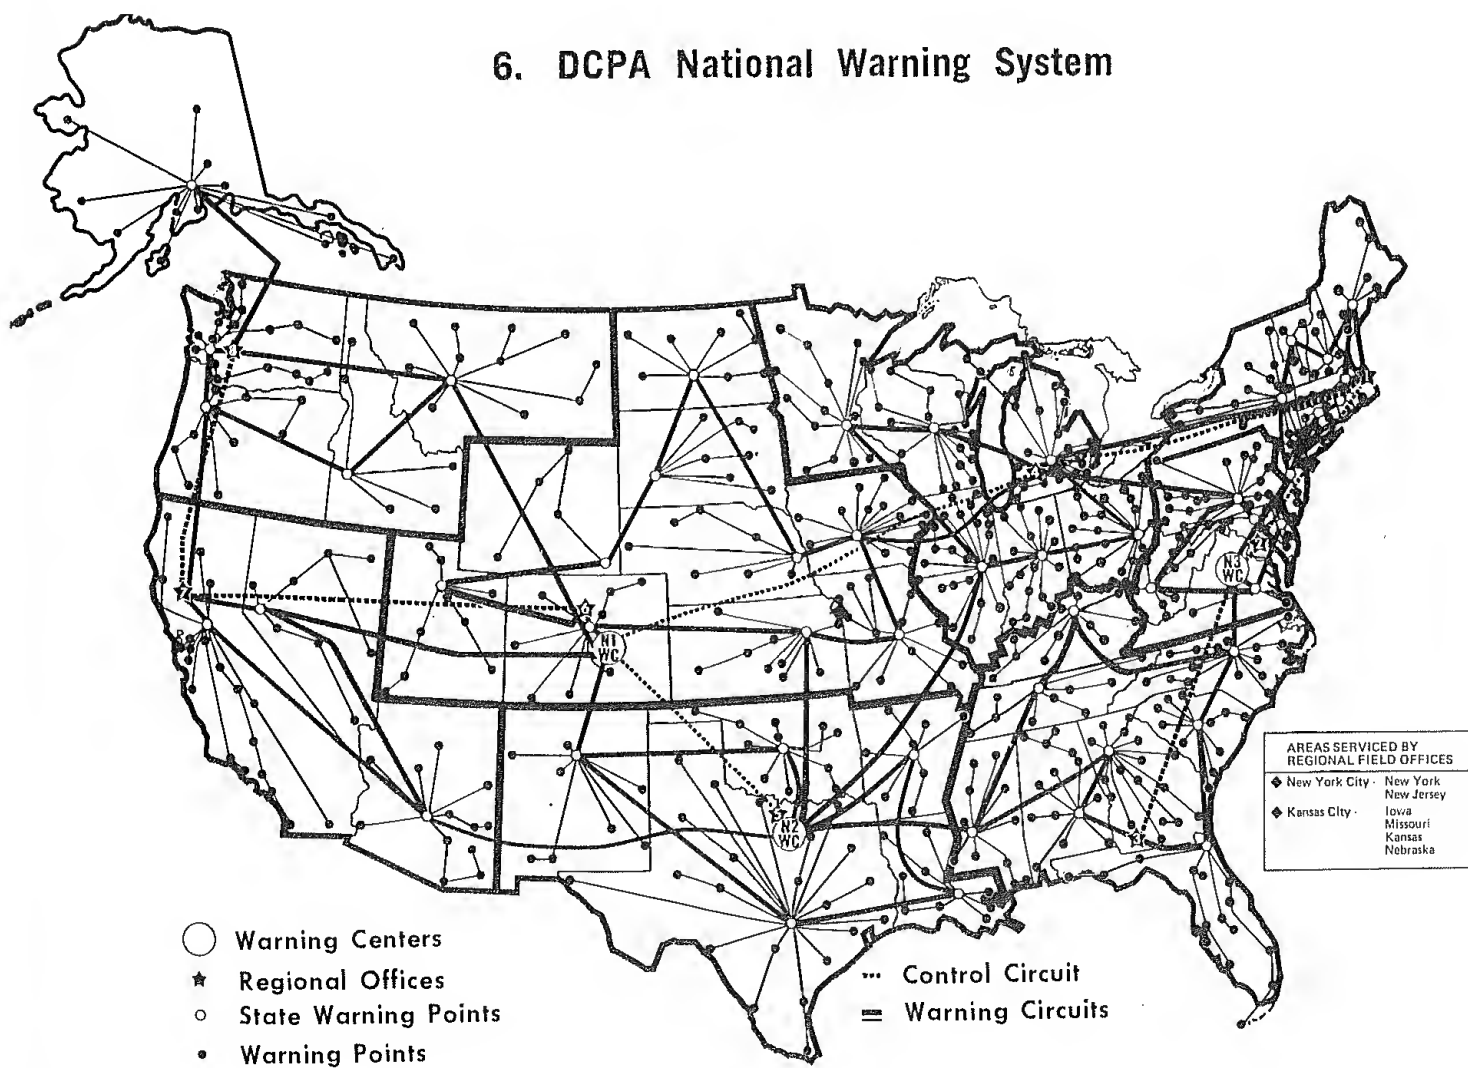 6. DCPA National Warning System
N1
WC
N2
WC
N3
WC
AREAS SERVICED BY
REGIONAL FIELD OFFICES
New York City - New York
New Jersey
Kansas City - Iowa
Missouri
Kansas
Nebraska
Warning Centers
Regional Offices
State Warning Points
Warning Points
Control Circuit
Warning Circuits